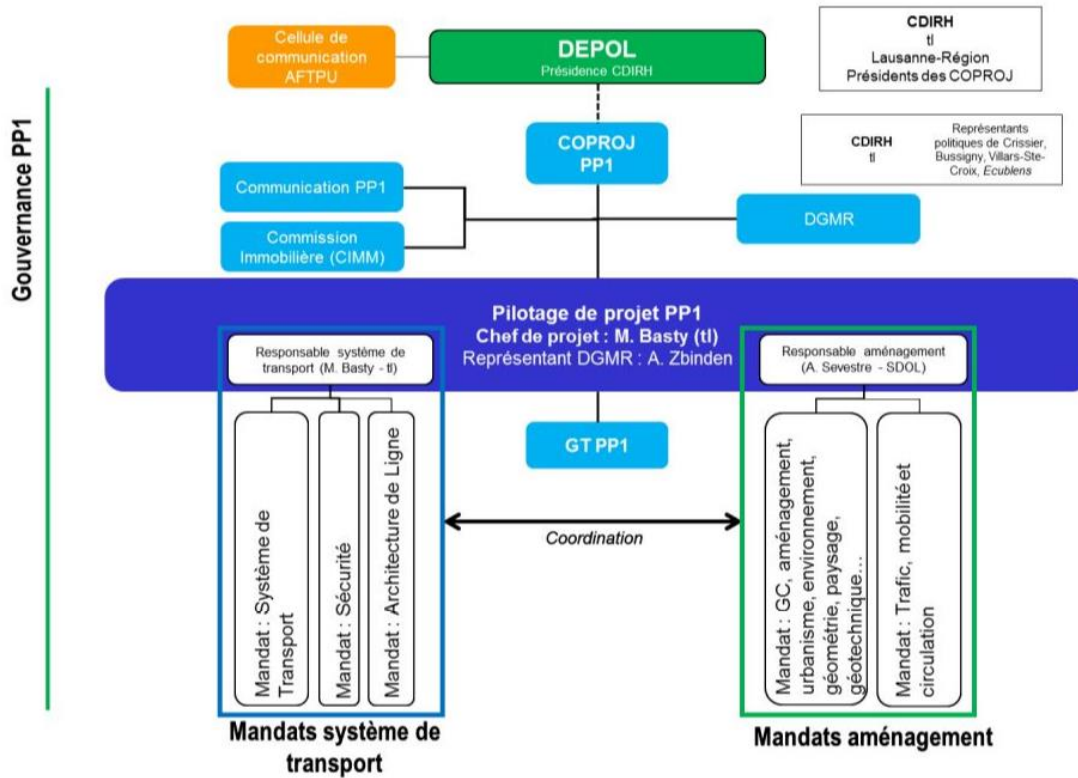 Cellule de
communication
AFTPU
DEPOL
Présidence CDIRH
CDIRH
tl
Lausanne-Région
Présidents des COPROJ
Gouvernance PP1
COPROJ
PP1
CDIRH
tl
Représentants
politiques de Crissier,
Bussigny, Villars-Ste-
Croix, Ecublens
Communication PP1
DGMR
Commission
Immobilière (CIMM)
Pilotage de projet PP1
Chef de projet : M. Basty (tl)
Représentant DGMR : A. Zbinden
Responsable système de
transport (M. Basty - tl)
Responsable aménagement
(A. Sevestre - SDOL)
GT PP1
Mandat : Système de
Transport
Mandat : Sécurité
Mandat : Architecture de Ligne
Coordination
Mandat : GC, aménagement,
urbanisme, environnement,
géométrie, paysage,
géotechnique...
Mandat : Trafic, mobilité et
circulation
Mandats système de
transport
Mandats aménagement